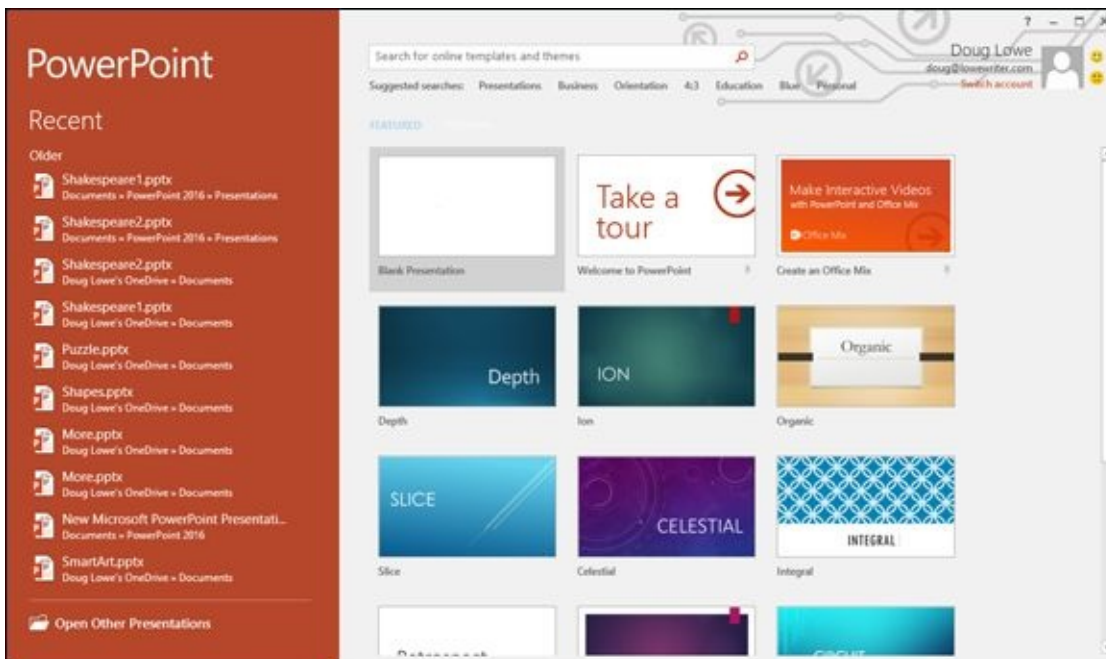 PowerPoint
Recent
Older
Shakespeare1.pptx
Documents » PowerPoint 2016 » Presentations
Shakespeare2.pptx
Documents » PowerPoint 2016 » Presentations
Shakespeare2.pptx
Doug Lowe's OneDrive » Documents
Shakespeare1.pptx
Doug Lowe's OneDrive » Documents
Puzzle.pptx
Doug Lowe's OneDrive » Documents
Shapes.pptx
Doug Lowe's OneDrive » Documents
More.pptx
Doug Lowe's OneDrive » Documents
More.pptx
Doug Lowe's OneDrive » Documents
New Microsoft PowerPoint Presentati...
Documents » PowerPoint 2016
SmartArt.pptx
Doug Lowe's OneDrive » Documents
Open Other Presentations
?
Doug Lowe
doug@lowewriter.com
Switch account
Search for online templates and themes
Suggested searches: Presentations Business Orientation 4:3 Education Blue Personal
FEATURED
Take a
tour
Make Interactive Videos
with PowerPoint and Office Mix
Office Mix
Blank Presentation
Welcome to PowerPoint
Create an Office Mix
Depth
ION
Organic
Depth
Ion
Organic
SLICE
CELESTIAL
INTEGRAL
Slice
Celestial
Integral